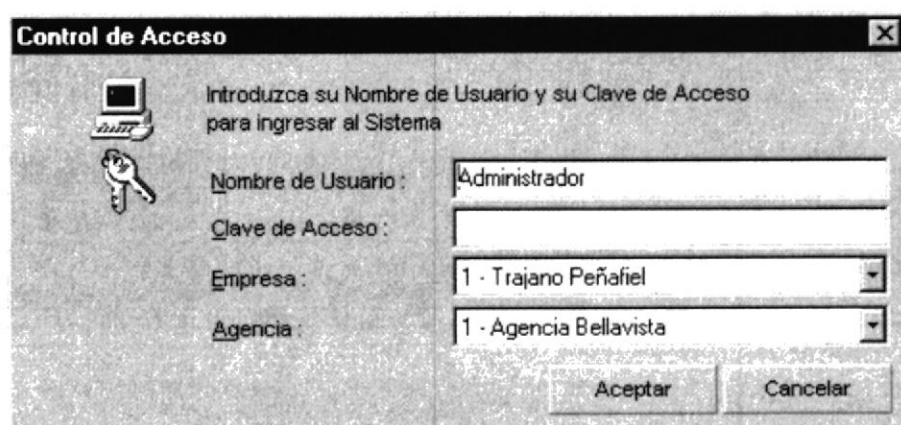 Control de Acceso
Introduzca su Nombre de Usuario y su Clave de Acceso
para ingresar al Sistema
Nombre de Usuario : Administrador
Clave de Acceso :
Empresa : 1 - Trajano Peñafiel
Agencia : 1 - Agencia Bellavista
Aceptar Cancelar